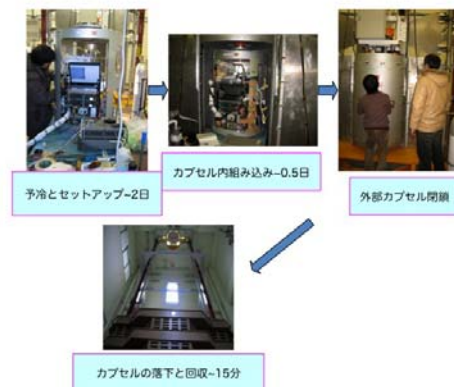 予冷とセットアップ~2日
カプセル内組み込み~0.5日
外部カプセル閉鎖
カプセルの落下と回収~15分